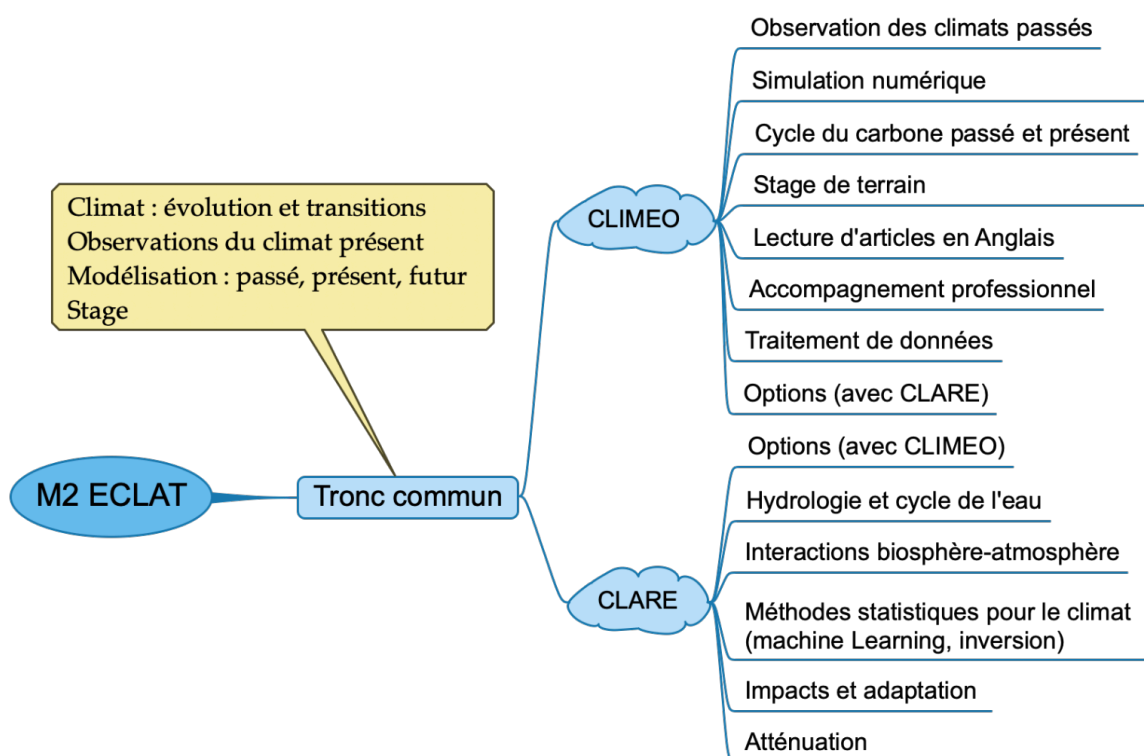 Observation des climats passés
Simulation numérique
Cycle du carbone passé et présent
Stage de terrain
Lecture d'articles en Anglais
Accompagnement professionnel
Traitement de données
Options (avec CLARE)
CLIMEO
Climat : évolution et transitions
Observations du climat présent
Modélisation : passé, présent, futur
Stage
M2 ECLAT
Tronc commun
Options (avec CLIMEO)
Hydrologie et cycle de l'eau
Interactions biosphère-atmosphère
CLARE
Méthodes statistiques pour le climat
(machine Learning, inversion)
Impacts et adaptation
Atténuation